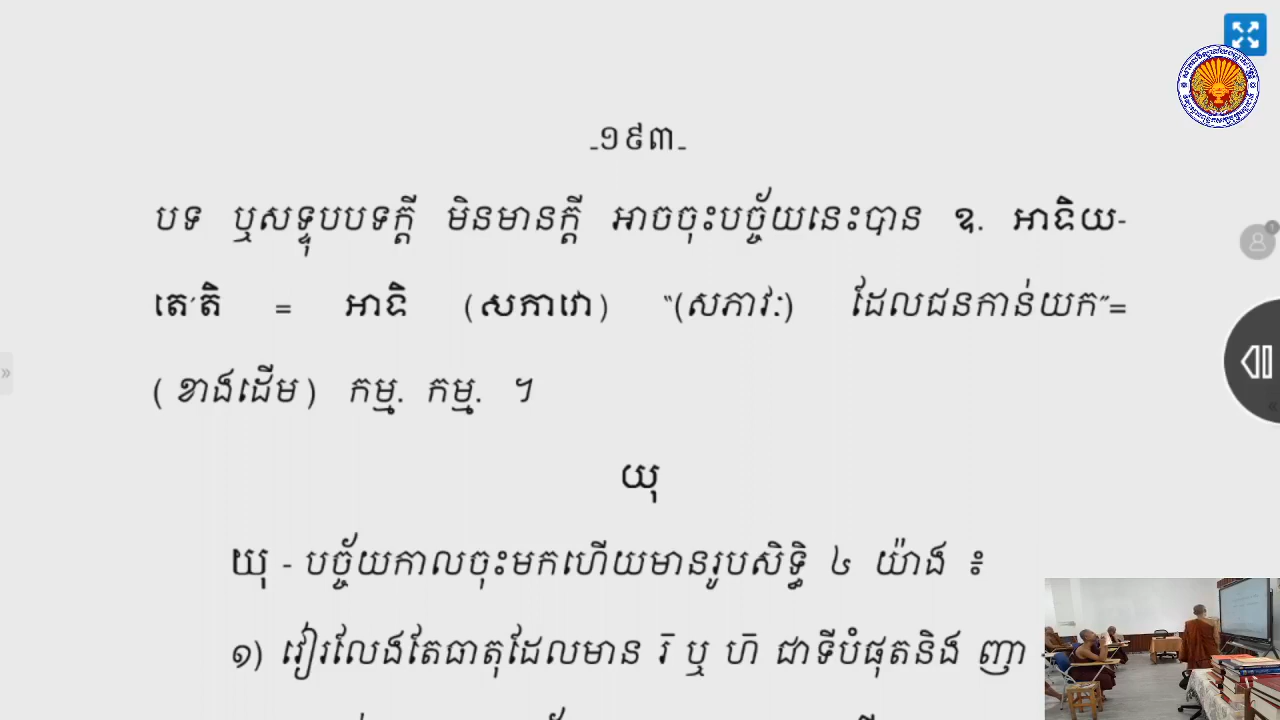 -១៩៣-
បទ ឬសទ្ទុបបទក្ដី មិនមានក្ដី អាចចុះបច្ច័យនេះបាន ឧ. អាទិយ-
តេ´តិ = អាទិ (សភាវោ) “(សភាវៈ) ដែលជនកាន់យក”=
(ខាងដើម) កម្ម. កម្ម. ។
យុ
យុ - បច្ច័យកាលចុះមកហើយមានរូបសិទ្ធិ ៤ យ៉ាង ៖
១) វៀរលែងតែធាតុដែលមាន រ៑ ឬ ហ៑ ជាទីបំផុតនិង ញា